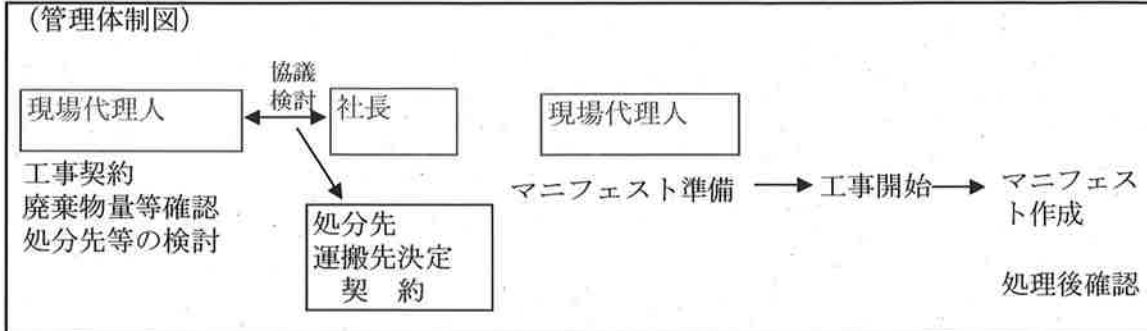 (管理体制図)
協議
検討
現場代理人
社長
現場代理人
工事契約
廃棄物量等確認
処分先等の検討
処分先
運搬先決定
契 約
マニフェスト準備
工事開始
マニフェス
ト作成
処理後確認